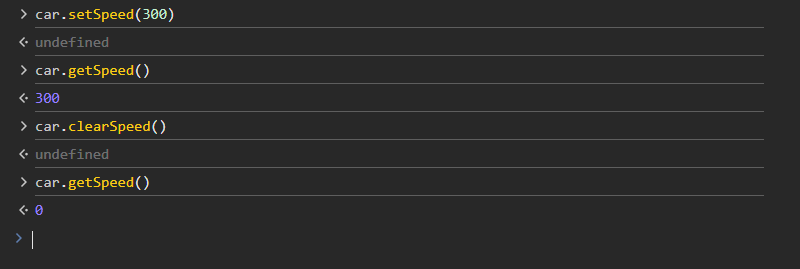 > car.setSpeed(300)
undefined
> car.getSpeed()
300
> car.clearSpeed()
undefined
> car.getSpeed()
0
>